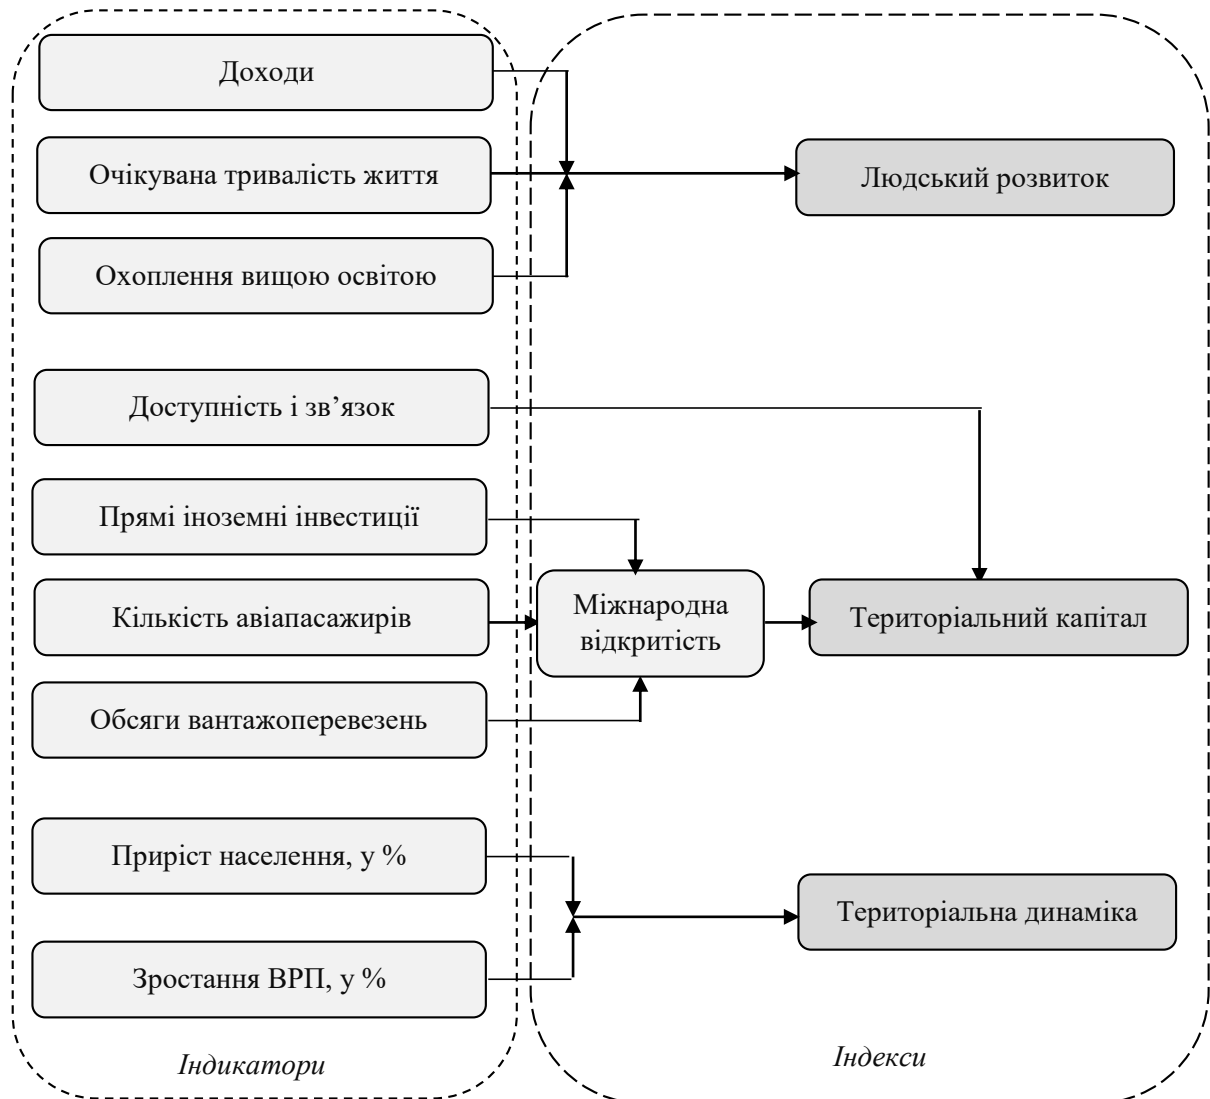 Доходи
Очікувана тривалість життя
Охоплення вищою освітою
Людський розвиток
Доступність і зв’язок
Прямі іноземні інвестиції
Кількість авіапасажирів
Обсяги вантажоперевезень
Міжнародна
відкритість
Територіальний капітал
Приріст населення, у %
Зростання ВРП, у %
Територіальна динаміка
Індикатори
Індекси